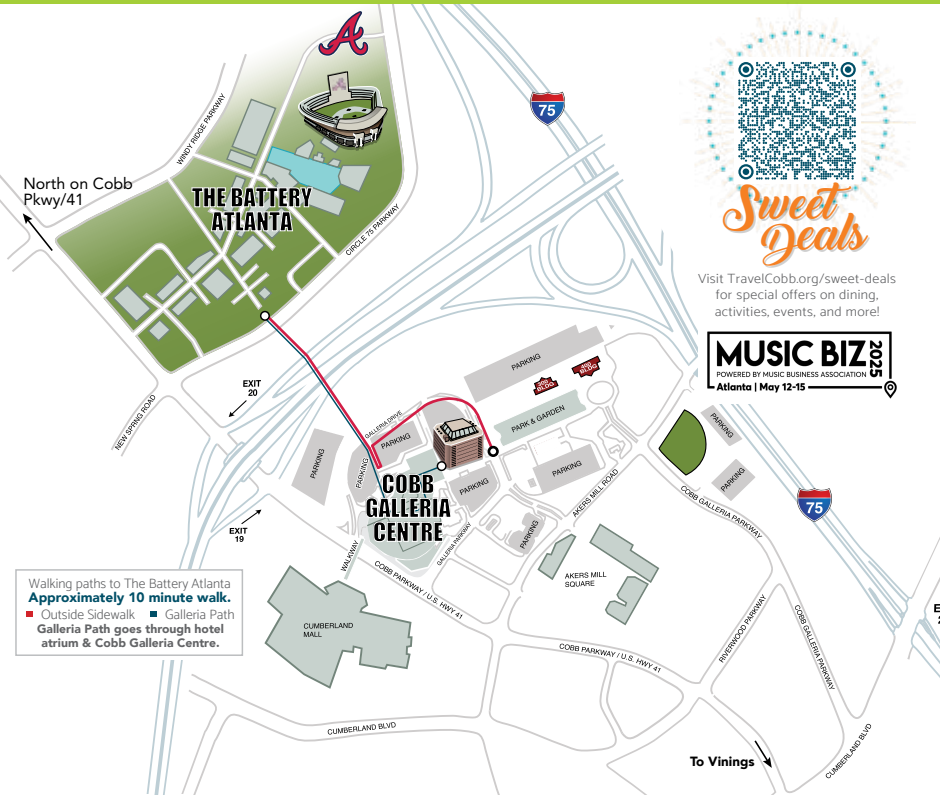 A
75
WINDY RIDGE PARKWAY
North on Cobb
Pkwy/41
THE BATTERY
ATLANTA
CIRCLE 75 PARKWAY
Sweet
Deals
Visit TravelCobb.org/sweet-deals
for special offers on dining,
activities, events, and more!
MUSIC BIZ 2025
POWERED BY MUSIC BUSINESS ASSOCIATION
Atlanta | May 12-15
EXIT
20
NEW SPRNG ROAD
PARKING
300
BLDG
400
BLDG
PARK & GARDEN
GALLERIA DRIVE
PARKING
PARKING
PARKING
PARKING
PARKING
PARKING
PARKING
PARKING
COBB
GALLERIA
CENTRE
AKERS MILL ROAD
COBB GALLERIA PARKWAY
75
EXIT
19
WALKWAY
GALLERIA PARKWAY
COBB PARKWAY / U.S. HWY 41
AKERS MILL
SQUARE
Walking paths to The Battery Atlanta
Approximately 10 minute walk.
Outside Sidewalk Galleria Path
Galleria Path goes through hotel
atrium & Cobb Galleria Centre.
CUMBERLAND
MALL
COBB PARKWAY / U.S. HWY 41
RIVERWOOD PARKWAY
COBB GALLERIA PARKWAY
CUMBERLAND BLVD
CUMBERLAND BLVD
To Vinings